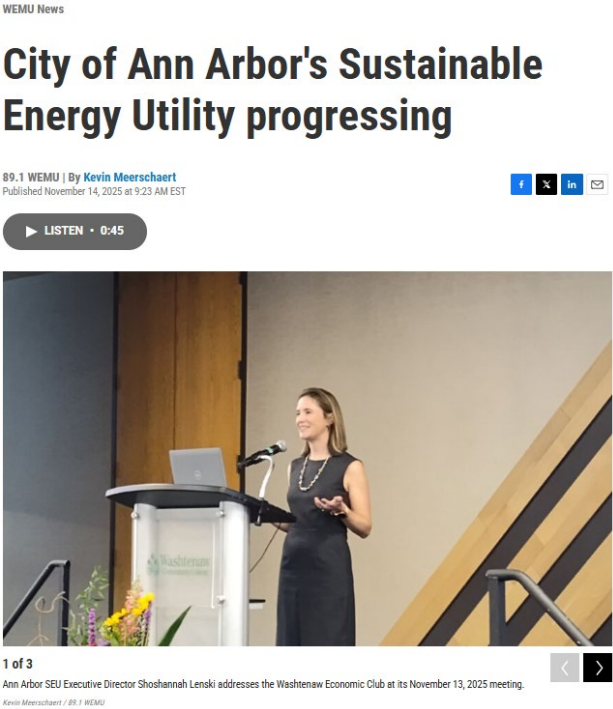 WEMU News
City of Ann Arbor's Sustainable
Energy Utility progressing
89.1 WEMU | By Kevin Meerschaert
Published November 14, 2025 at 9:23 AM EST
LISTEN • 0:45
Washtenaw
1 of 3
Ann Arbor SEU Executive Director Shoshannah Lenski addresses the Washtenaw Economic Club at its November 13, 2025 meeting.
Kevin Meerschaert / 89.1 WEMU